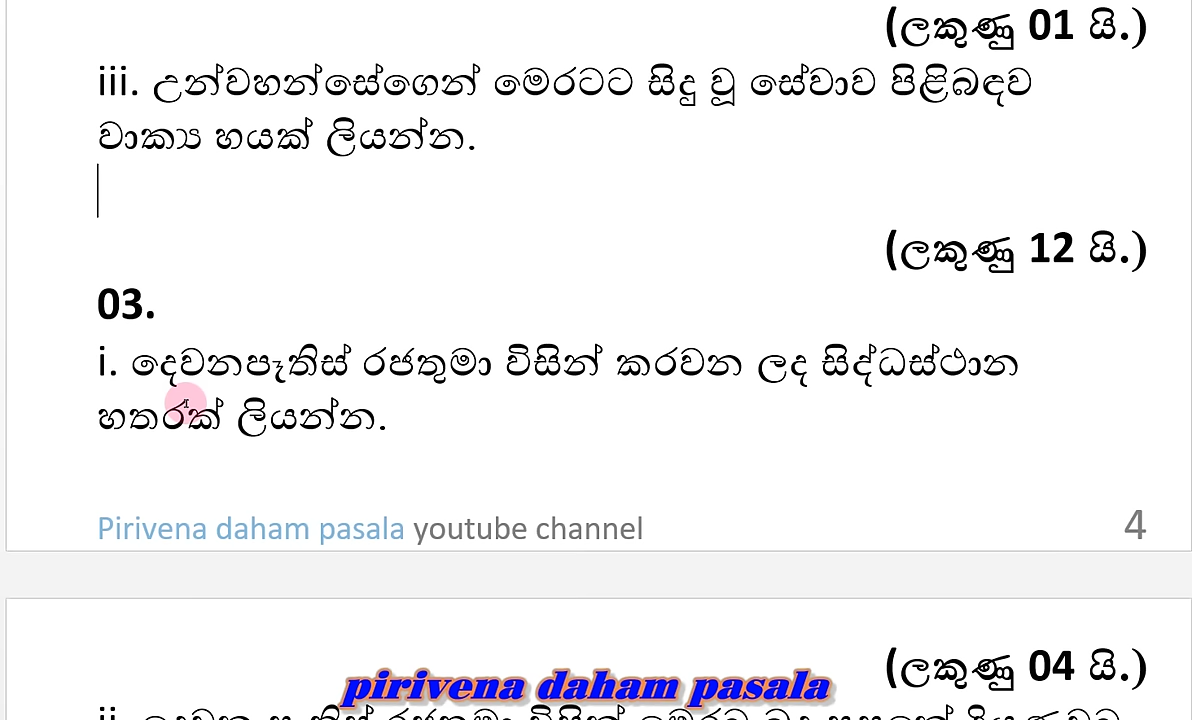 (ලකුණු 01 යි.)
iii. උන්වහන්සේගෙන් මෙරටට සිදු වූ සේවාව පිළිබඳව
වාක්‍ය හයක් ලියන්න.
(ලකුණු 12 යි.)
03.
i. දෙවනපෑතිස් රජතුමා විසින් කරවන ලද සිද්ධස්ථාන
හතරක් ලියන්න.
Pirivena daham pasala youtube channel 4
(ලකුණු 04 යි.)
pirivena daham pasala